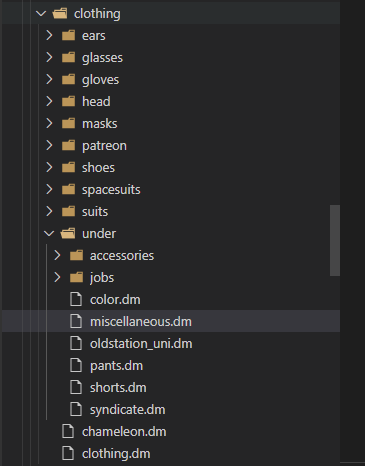 clothing
ears
glasses
gloves
head
masks
patreon
shoes
spacesuits
suits
under
accessories
jobs
color.dm
miscellaneous.dm
oldstation_uni.dm
pants.dm
shorts.dm
syndicate.dm
chameleon.dm
clothing.dm